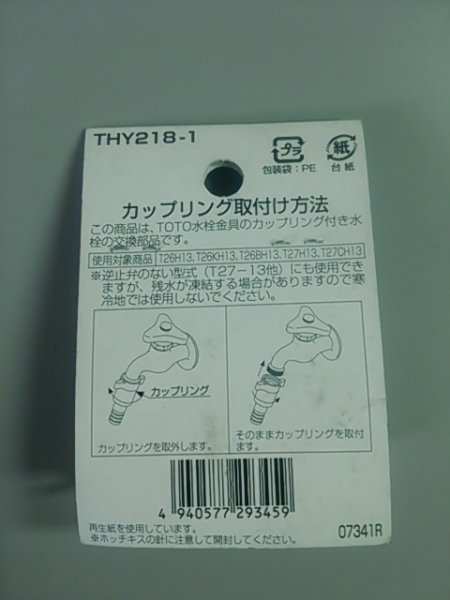 THY218-1
プラ
紙
包装袋：PE
台紙
カップリング取付け方法
この商品は、TOTO水栓金具のカップリング付き水
栓の交換部品です。
使用対象商品 T26H13、T26KH13、T26BH13、T27H13、T27CH13
※逆止弁のない型式（T27－13他）にも使用でき
ますが、残水が凍結する場合がありますので寒
冷地では使用しないでください。
カップリング
カップリングを取外します。
そのままカップリングを取付
ます。
4 940577 293459
再生紙を使用しています。
※ホッチキスの針に注意して開封してください。
07341R